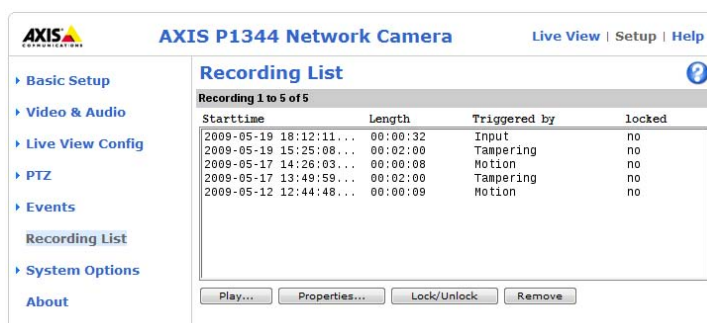 AXIS
COMMUNICATIONS
AXIS P1344 Network Camera
Live View | Setup | Help
Basic Setup
Video & Audio
Live View Config
PTZ
Events
Recording List
System Options
About
Recording List
?
Recording 1 to 5 of 5
Starttime Length Triggered by locked
2009-05-19 18:12:11... 00:00:32 Input no
2009-05-19 15:25:08... 00:02:00 Tampering no
2009-05-17 14:26:03... 00:00:08 Motion no
2009-05-17 13:49:59... 00:02:00 Tampering no
2009-05-12 12:44:48... 00:00:09 Motion no
Play... Properties... Lock/Unlock Remove